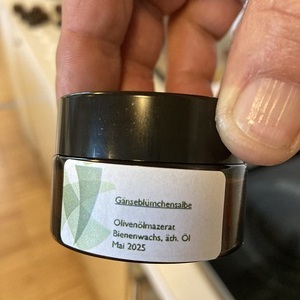 Gänseblümchensalbe
Olivenölmazerat
Bienenwachs, äth. Öl
Mai 2025